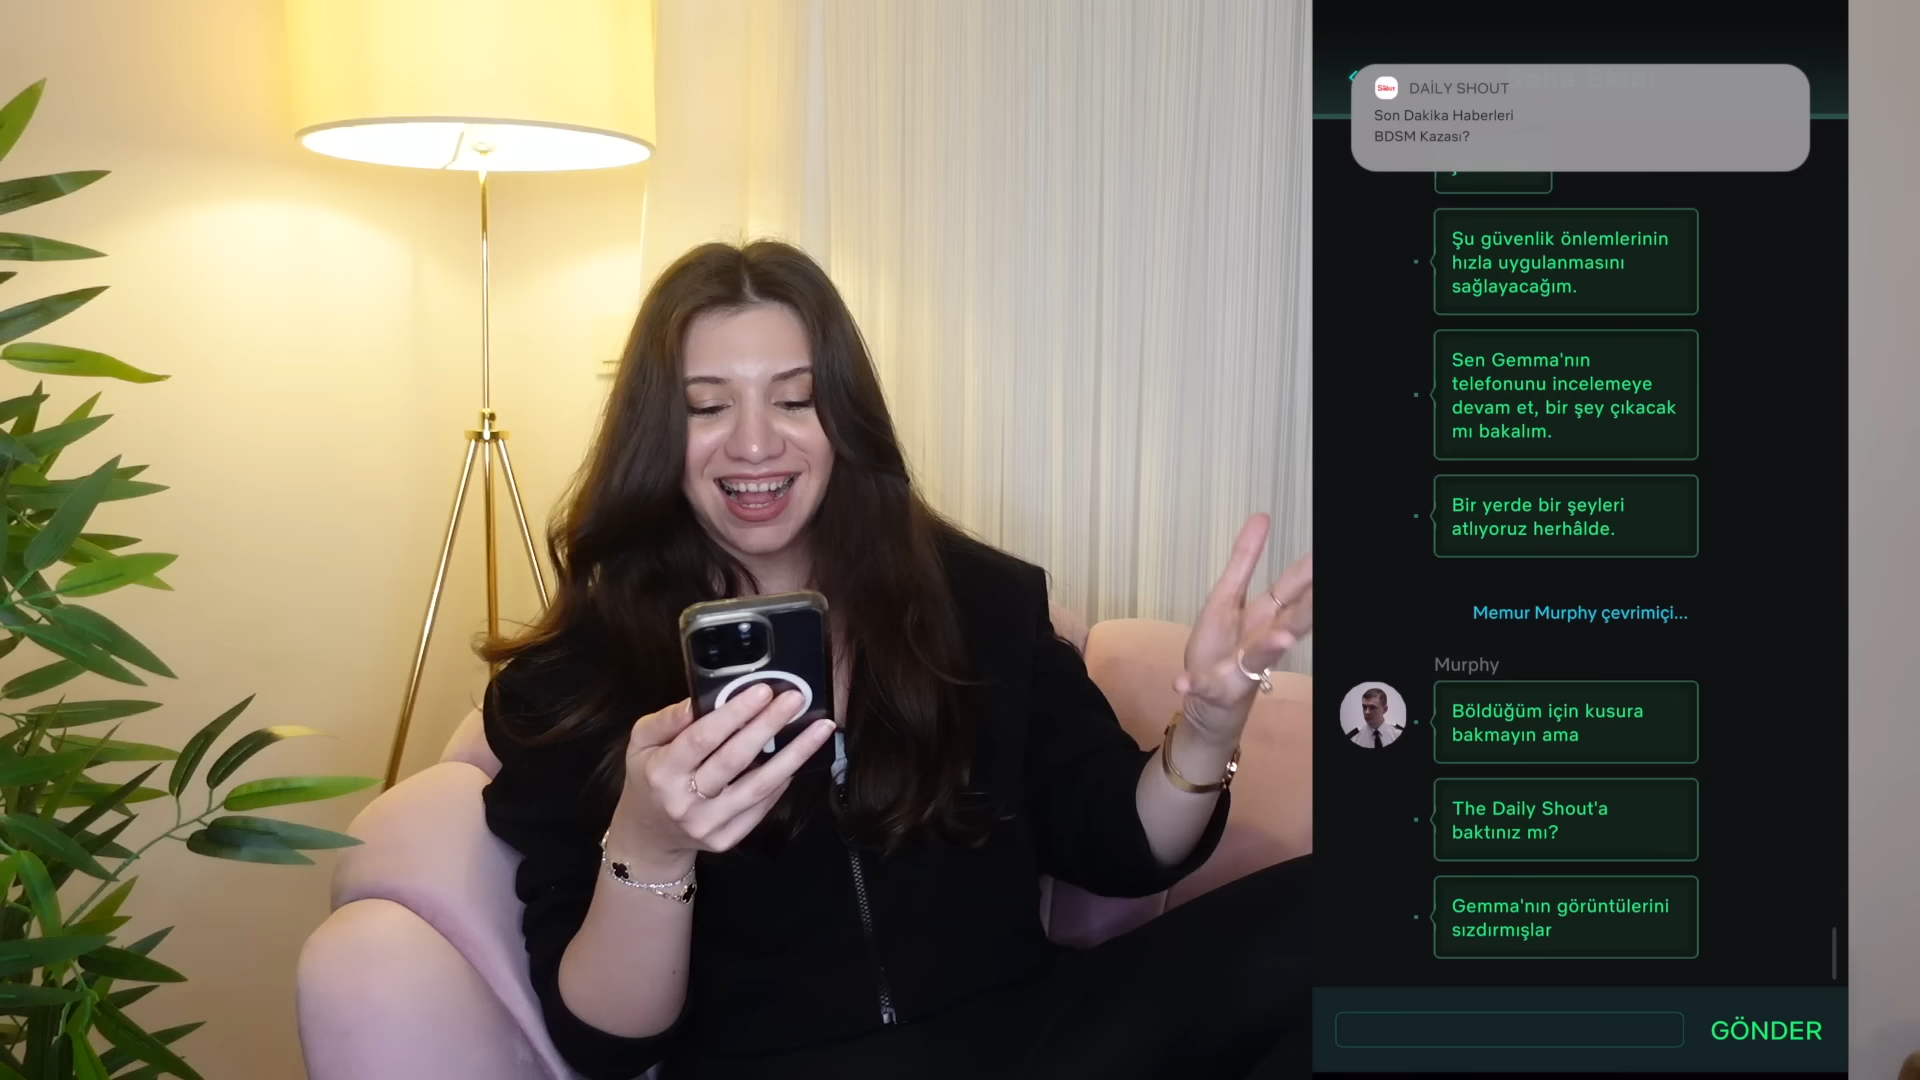 DAİLY SHOUT
Son Dakika Haberleri
BDSM Kazası?
Şu güvenlik önlemlerinin
hızla uygulanmasını
sağlayacağım.
Sen Gemma'nın
telefonunu incelemeye
devam et, bir şey çıkacak
mı bakalım.
Bir yerde bir şeyleri
atlıyoruz herhâlde.
Memur Murphy çevrimiçi...
Murphy
Böldüğüm için kusura
bakmayın ama
The Daily Shout'a
baktınız mı?
Gemma'nın görüntülerini
sızdırmışlar
GÖNDER